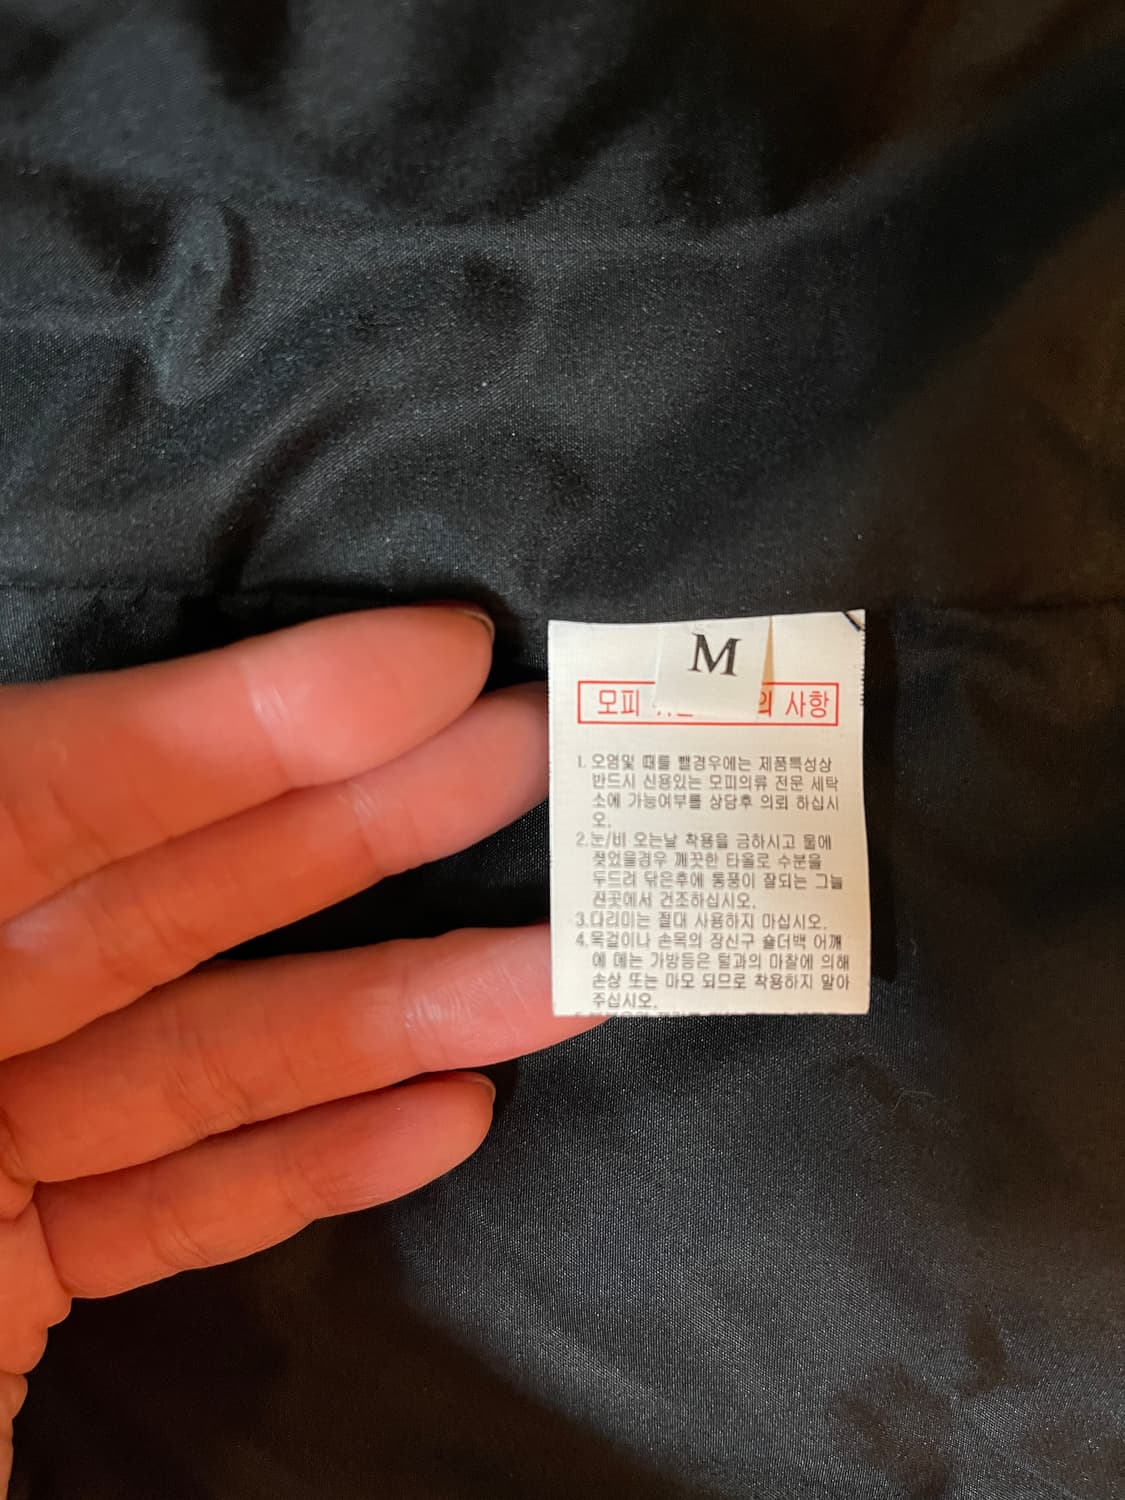 M
모피 의 사항
1. 오염및 때를 뺄경우에는 제품특성상
반드시 신용있는 모피의류 전문 세탁
소에 가능여부를 상담후 의뢰 하십시
오.
2.눈/비 오는날 착용을 금하시고 물에
젖었을경우 깨끗한 타올로 수분을
두드려 닦은후에 통풍이 잘되는 그늘
진곳에서 건조하십시오.
3.다리미는 절대 사용하지 마십시오.
4.목걸이나 손목의 장신구 숄더백 어깨
에 메는 가방등은 털과의 마찰에 의해
손상 또는 마모 되므로 착용하지 말아
주십시오.